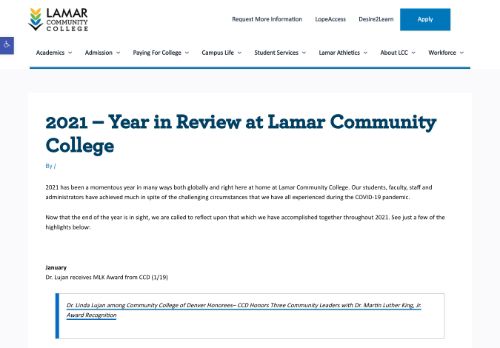 LAMAR
COMMUNITY
COLLEGE
Request More Information LopeAccess Desire2Learn Apply
Academics Admission Paying For College Campus Life Student Services Lamar Athletics About LCC Workforce
2021 – Year in Review at Lamar Community
College
By /
2021 has been a momentous year in many ways both globally and right here at home at Lamar Community College. Our students, faculty, staff and
administrators have achieved much in spite of the challenging circumstances that we have all experienced during the COVID-19 pandemic.
Now that the end of the year is in sight, we are called to reflect upon that which we have accomplished together throughout 2021. See just a few of the
highlights below:
January
Dr. Lujan receives MLK Award from CCD (1/19)
Dr. Linda Lujan among Community College of Denver Honorees– CCD Honors Three Community Leaders with Dr. Martin Luther King, Jr.
Award Recognition